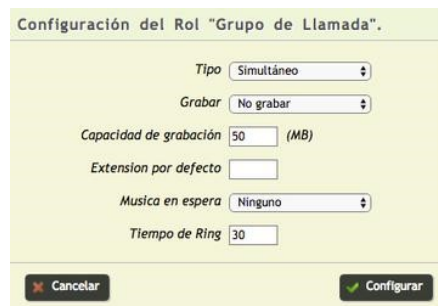 Configuración del Rol "Grupo de Llamada".
Tipo Simultáneo
Grabar No grabar
Capacidad de grabación 50 (MB)
Extension por defecto
Musica en espera Ninguno
Tiempo de Ring 30
Cancelar Configurar